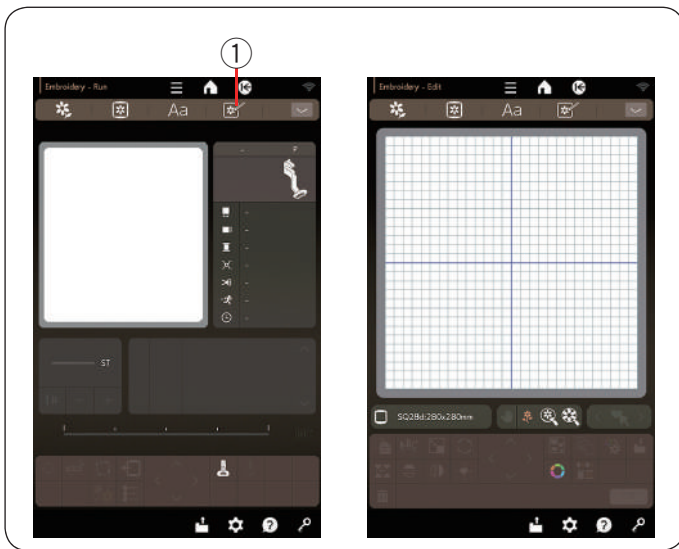 ①
Embroidery - Run
Aa
- P
-
-
-
-
-
-
-
ST
Embroidery - Edit
Aa
SQ28d:280x280mm